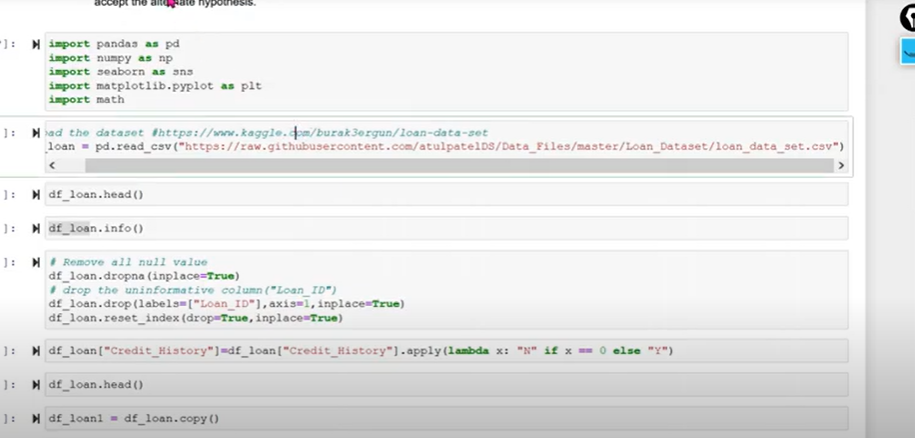 accept the alternate hypothesis.
]:
import pandas as pd
import numpy as np
import seaborn as sns
import matplotlib.pyplot as plt
import math
]:
ad the dataset #https://www.kaggle.com/burak3ergun/loan-data-set
_loan = pd.read_csv("https://raw.githubusercontent.com/atulpatelDS/Data_Files/master/Loan_Dataset/loan_data_set.csv")
]:
df_loan.head()
]:
df_loan.info()
]:
# Remove all null value
df_loan.dropna(inplace=True)
# drop the uninformative column("Loan_ID")
df_loan.drop(labels=["Loan_ID"],axis=1,inplace=True)
df_loan.reset_index(drop=True,inplace=True)
]:
df_loan["Credit_History"]=df_loan["Credit_History"].apply(lambda x: "N" if x == 0 else "Y")
]:
df_loan.head()
]:
df_loan1 = df_loan.copy()